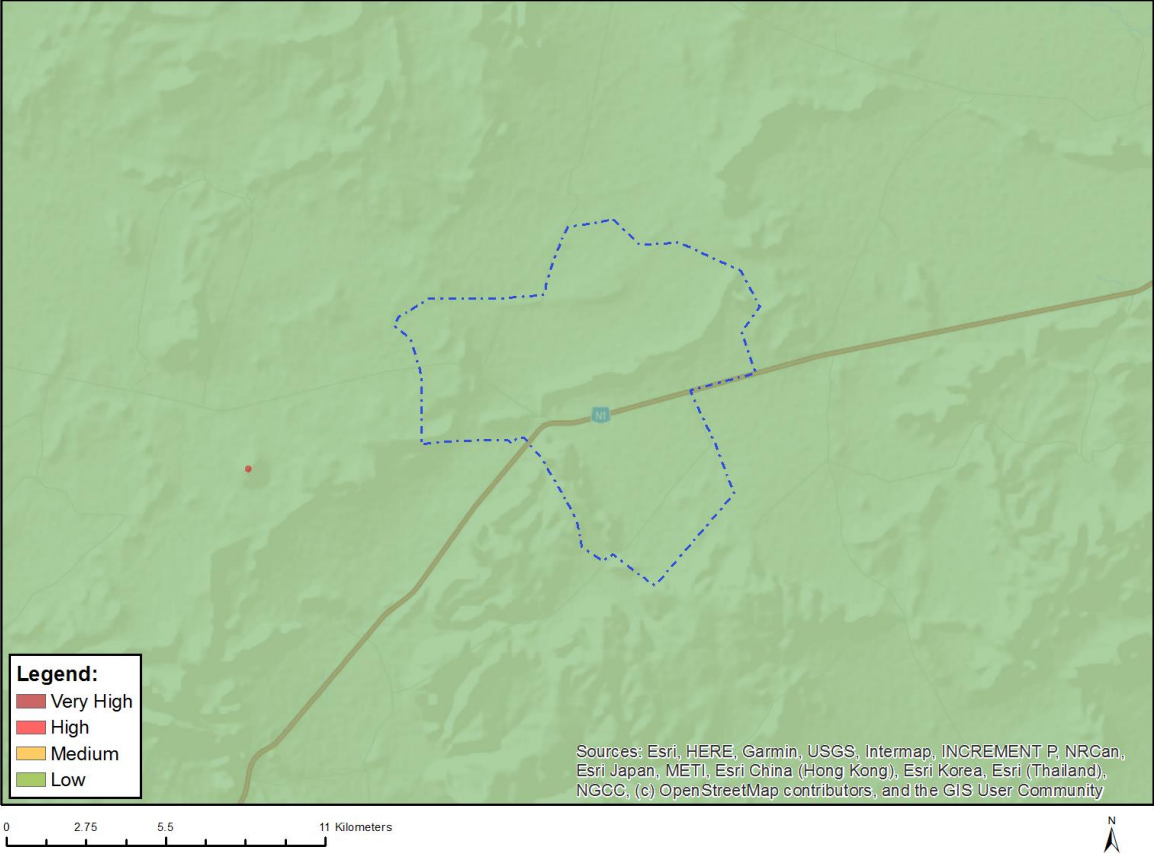 N1
Legend:
Very High
High
Medium
Low
Sources: Esri, HERE, Garmin, USGS, Intermap, INCREMENT P, NRCan,
Esri Japan, METI, Esri China (Hong Kong), Esri Korea, Esri (Thailand),
NGCC, (c) OpenStreetMap contributors, and the GIS User Community
0 2.75 5.5 11 Kilometers
N